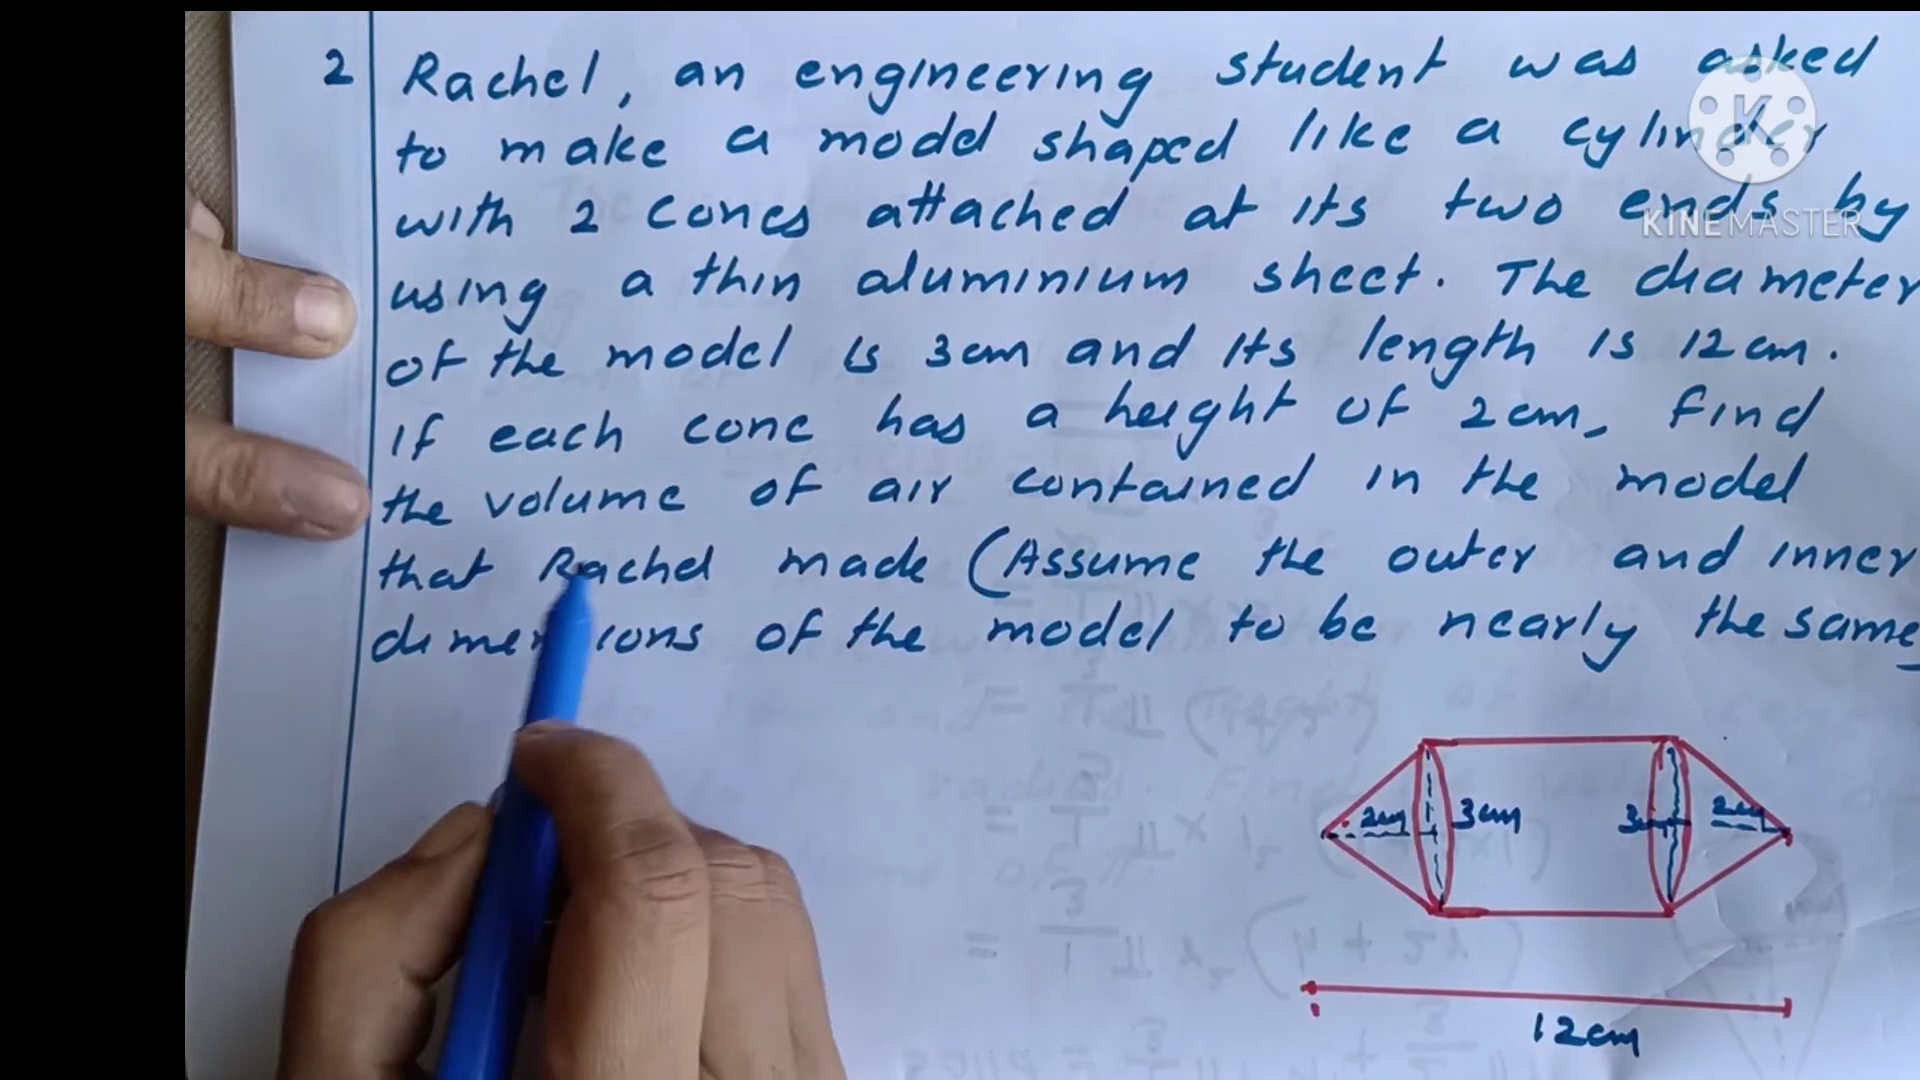 2 Rachel, an engineering student was asked
to make a model shaped like a cylinder
with 2 cones attached at its two ends by
using a thin aluminium sheet. The diameter
of the model is 3cm and its length is 12cm.
If each cone has a height of 2cm, find
the volume of air contained in the model
that Rachel made (Assume the outer and inner
dimensions of the model to be nearly the same)
K
KINEMASTER
2cm 3cm 3cm 2cm
12cm